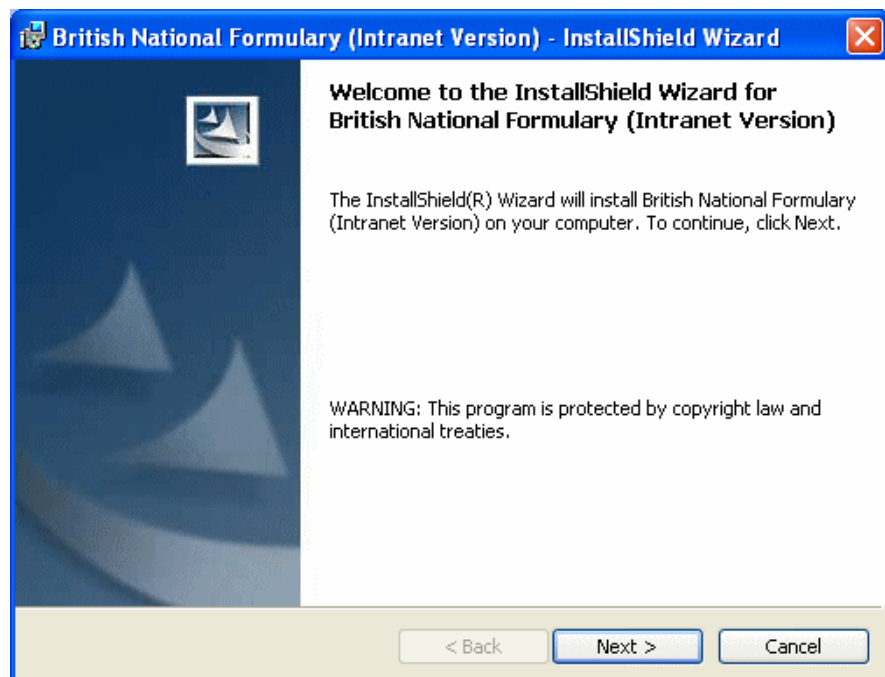 British National Formulary (Intranet Version) - InstallShield Wizard
Welcome to the InstallShield Wizard for
British National Formulary (Intranet Version)
The InstallShield(R) Wizard will install British National Formulary
(Intranet Version) on your computer. To continue, click Next.
WARNING: This program is protected by copyright law and
international treaties.
< Back Next > Cancel